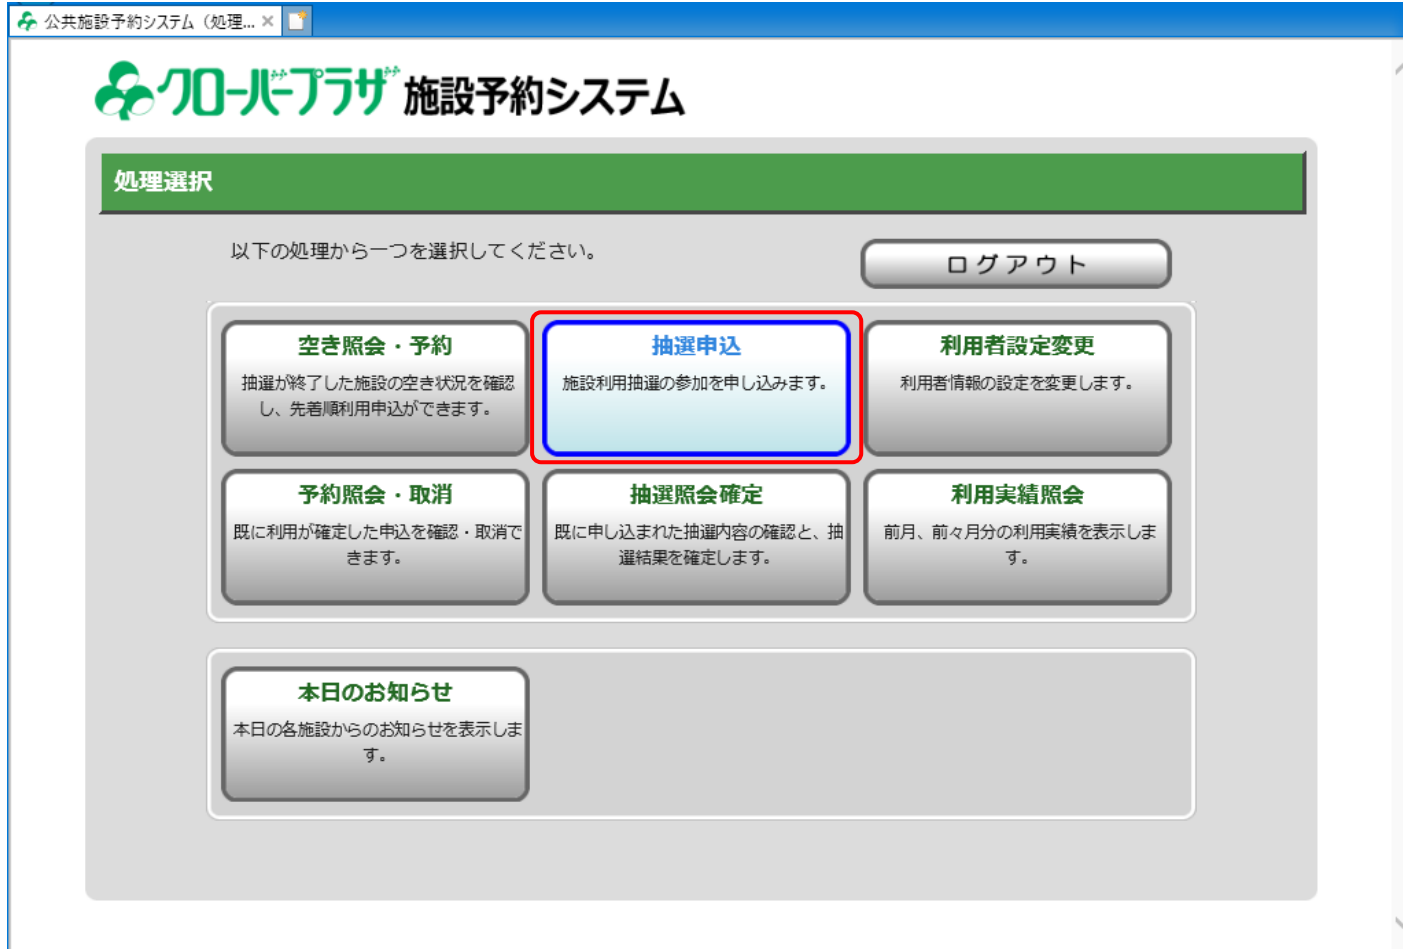 公共施設予約システム（処理...
クローバープラザ 施設予約システム
処理選択
以下の処理から一つを選択してください。
ログアウト
空き照会・予約
抽選が終了した施設の空き状況を確認
し、先着順利用申込ができます。
抽選申込
施設利用抽選の参加を申し込みます。
利用者設定変更
利用者情報の設定を変更します。
予約照会・取消
既に利用が確定した申込を確認・取消で
きます。
抽選照会確定
既に申し込まれた抽選内容の確認と、抽
選結果を確定します。
利用実績照会
前月、前々月分の利用実績を表示しま
す。
本日のお知らせ
本日の各施設からのお知らせを表示しま
す。